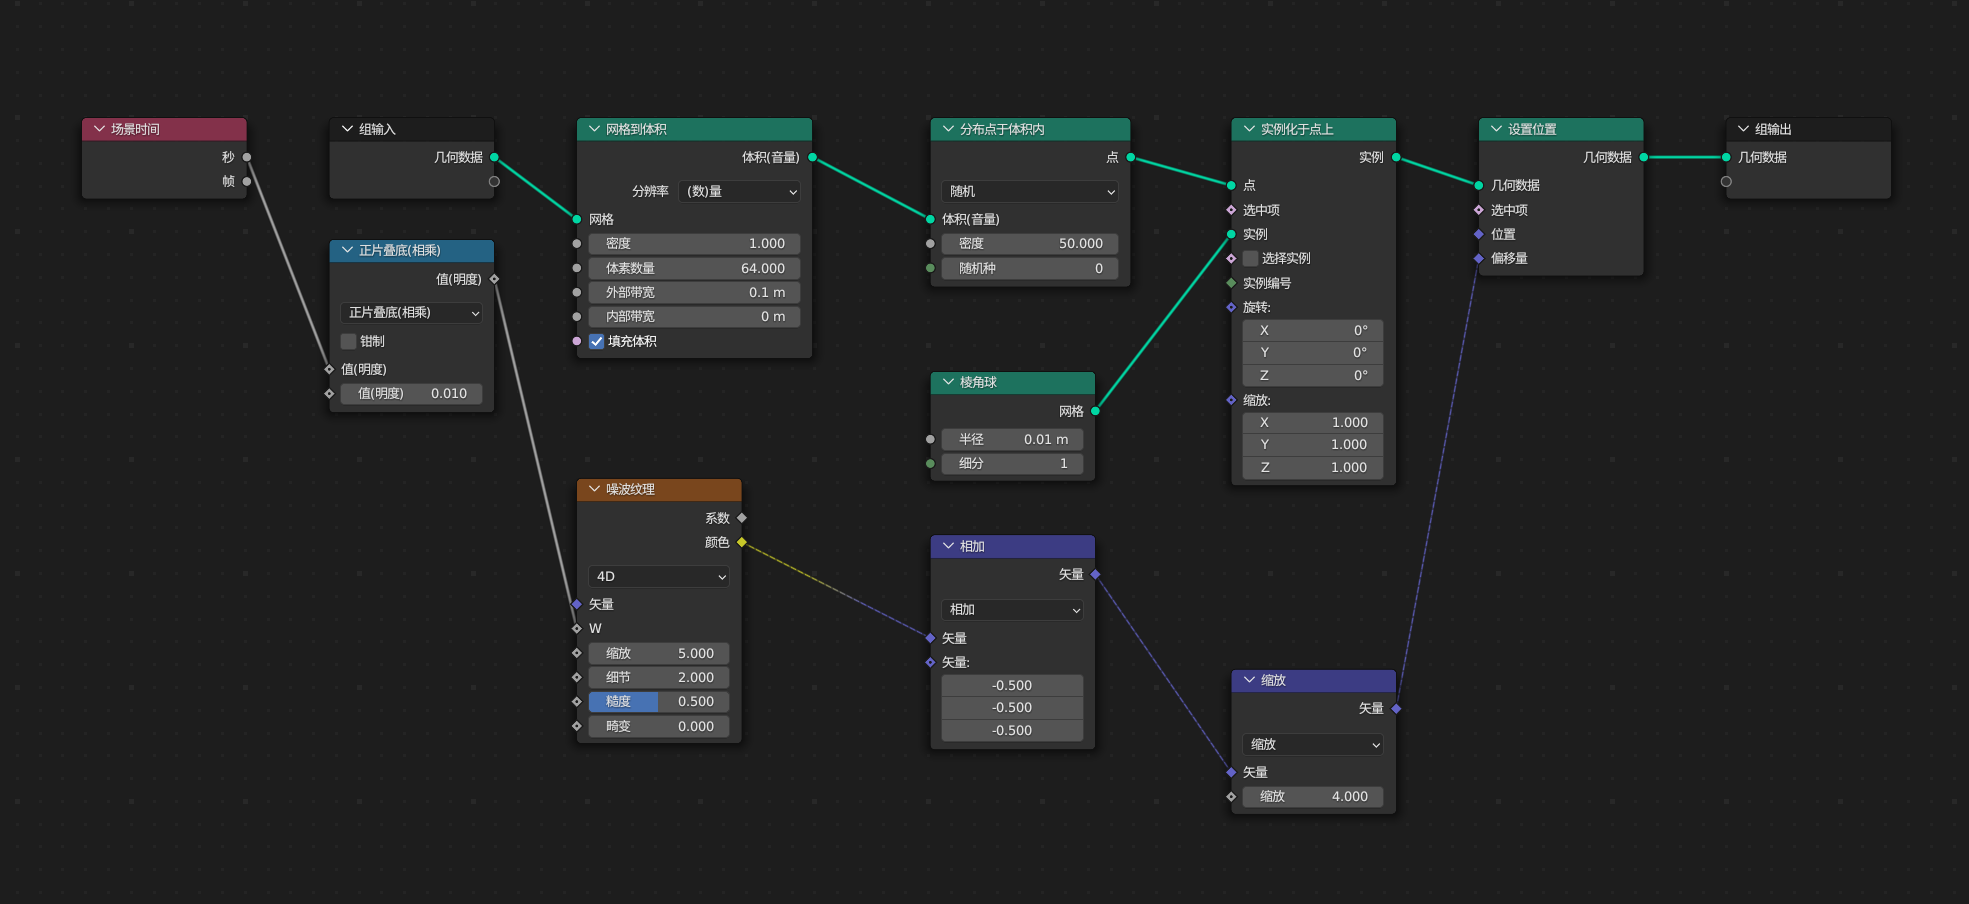 场景时间
秒
帧
组输入
几何数据
正片叠底(相乘)
值(明度)
正片叠底(相乘)
钳制
值(明度)
值(明度) 0.010
网格到体积
体积(音量)
分辨率 (数)量
网格
密度 1.000
体素数量 64.000
外部带宽 0.1 m
内部带宽 0 m
填充体积
噪波纹理
系数
颜色
4D
矢量
W
缩放 5.000
细节 2.000
糙度 0.500
畸变 0.000
分布点于体积内
点
随机
体积(音量)
密度 50.000
随机种 0
棱角球
网格
半径 0.01 m
细分 1
相加
矢量
相加
矢量
矢量:
-0.500
-0.500
-0.500
实例化于点上
实例
点
选中项
实例
选择实例
实例编号
旋转:
X 0°
Y 0°
Z 0°
缩放:
X 1.000
Y 1.000
Z 1.000
缩放
矢量
缩放
矢量
缩放 4.000
设置位置
几何数据
几何数据
选中项
位置
偏移量
组输出
几何数据